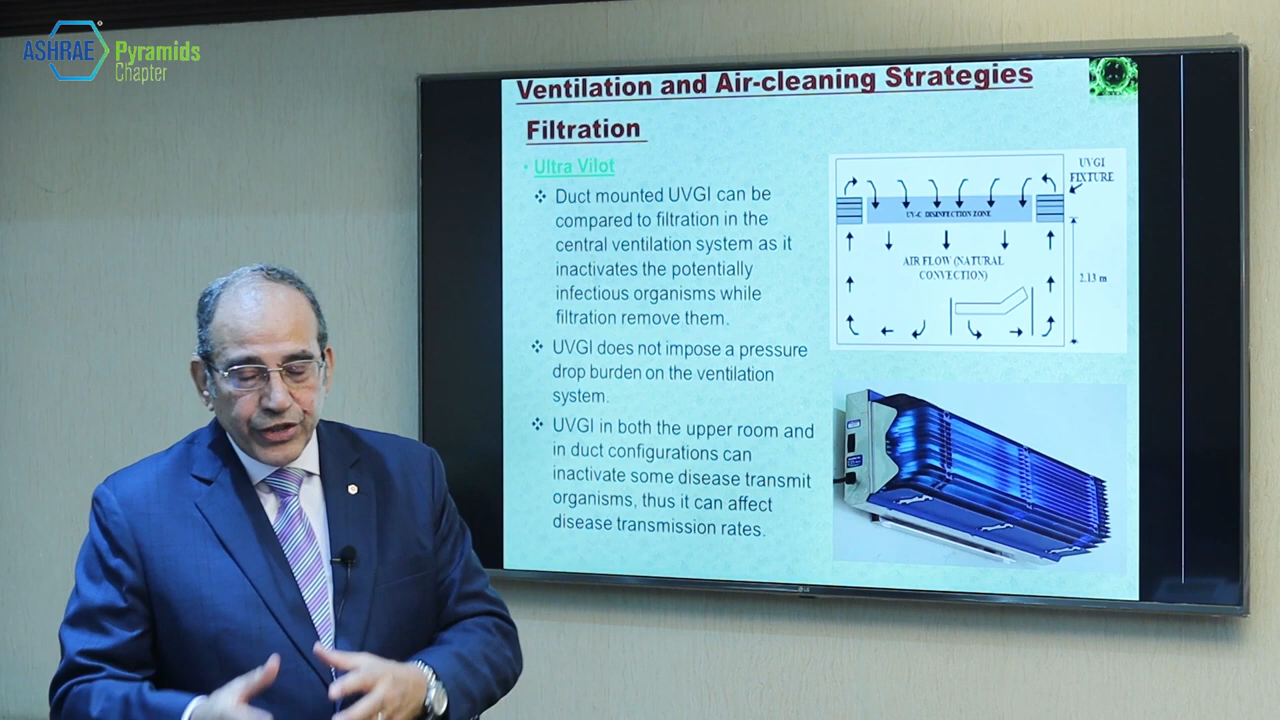 ASHRAE Pyramids
Chapter
Ventilation and Air-cleaning Strategies
Filtration
• Ultra Vilot
❖ Duct mounted UVGI can be
compared to filtration in the
central ventilation system as it
inactivates the potentially
infectious organisms while
filtration remove them.
❖ UVGI does not impose a pressure
drop burden on the ventilation
system.
❖ UVGI in both the upper room and
in duct configurations can
inactivate some disease transmit
organisms, thus it can affect
disease transmission rates.
UVGI
FIXTURE
UV-C DISINFECTION ZONE
AIR FLOW (NATURAL
CONVECTION)
2.13 m
LG